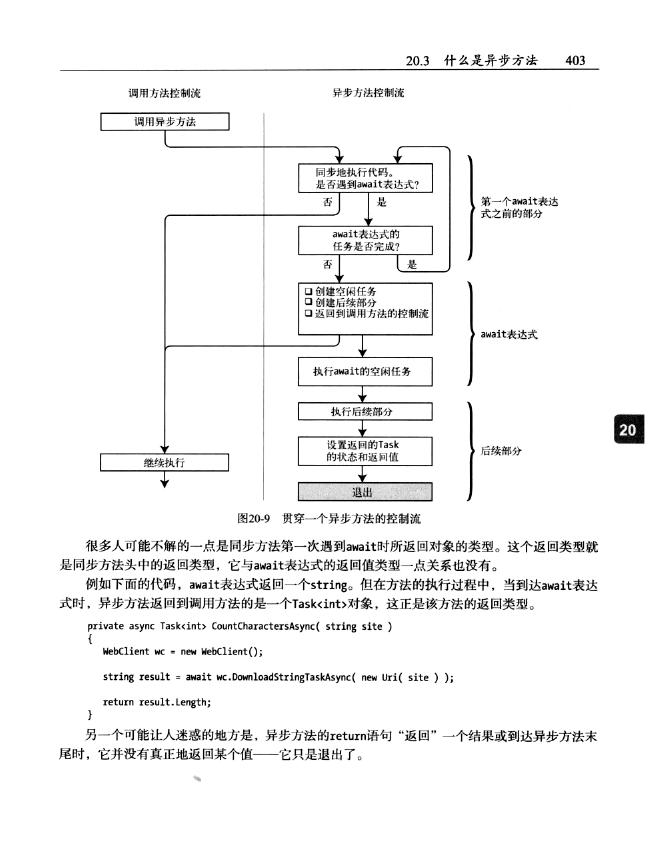 20.3 什么是异步方法 403
调用方法控制流 异步方法控制流
调用异步方法
同步地执行代码。
是否遇到await表达式?
否 是
第一个await表达
式之前的部分
await表达式的
任务是否完成?
否 是
创建空闲任务
创建后续部分
返回到调用方法的控制流
await表达式
执行await的空闲任务
执行后续部分
设置返回的Task
的状态和返回值
后续部分
继续执行
退出
20
图20-9 贯穿一个异步方法的控制流
很多人可能不解的一点是同步方法第一次遇到await时所返回对象的类型。这个返回类型就
是同步方法头中的返回类型，它与await表达式的返回值类型一点关系也没有。
例如下面的代码，await表达式返回一个string。但在方法的执行过程中，当到达await表达
式时，异步方法返回到调用方法的是一个Task<int>对象，这正是该方法的返回类型。
private async Task<int> CountCharactersAsync( string site )
{
WebClient wc = new WebClient();
string result = await wc.DownloadStringTaskAsync( new Uri( site ) );
return result.Length;
}
另一个可能让人迷惑的地方是，异步方法的return语句“返回”一个结果或到达异步方法末
尾时，它并没有真正地返回某个值——它只是退出了。